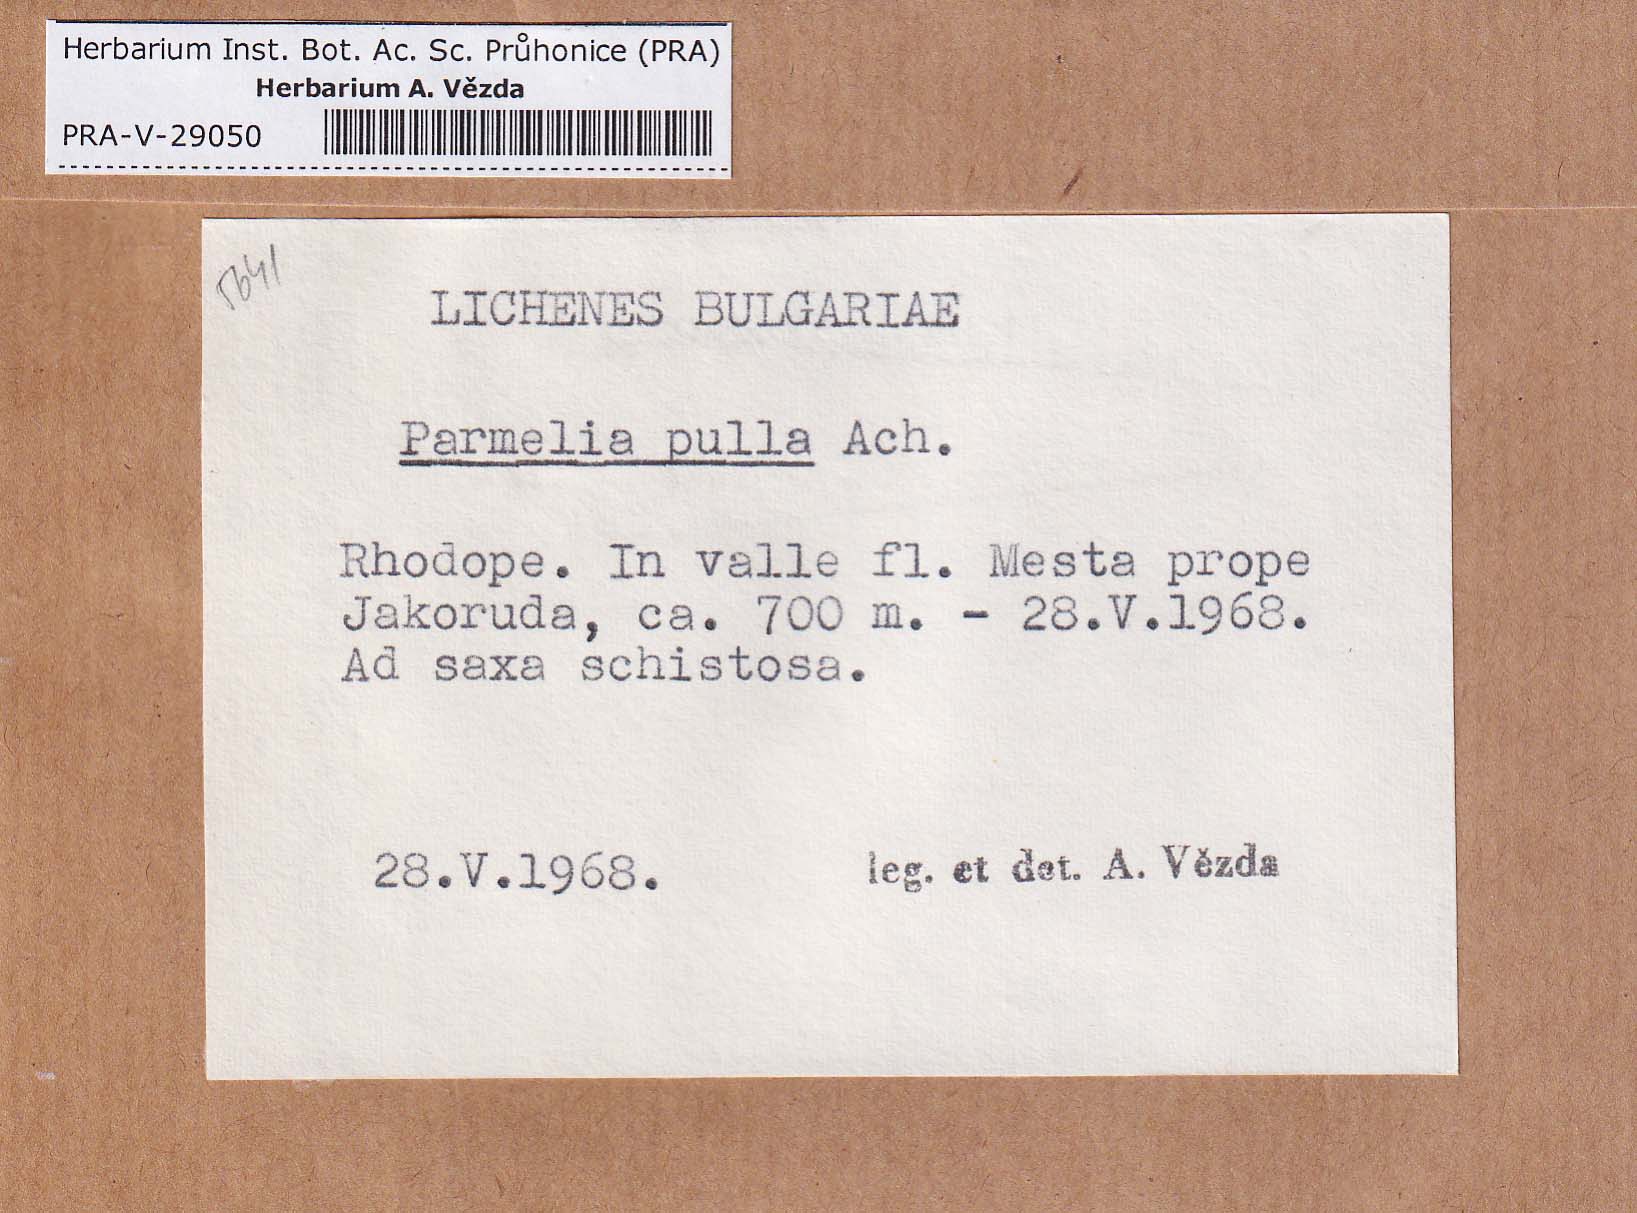 Herbarium Inst. Bot. Ac. Sc. Průhonice (PRA)
Herbarium A. Vězda
PRA-V-29050
5641
LICHENES BULGARIAE
Parmelia pulla Ach.
Rhodope. In valle fl. Mesta prope
Jakoruda, ca. 700 m. - 28.V.1968.
Ad saxa schistosa.
28.V.1968.
leg. et det. A. Vězda